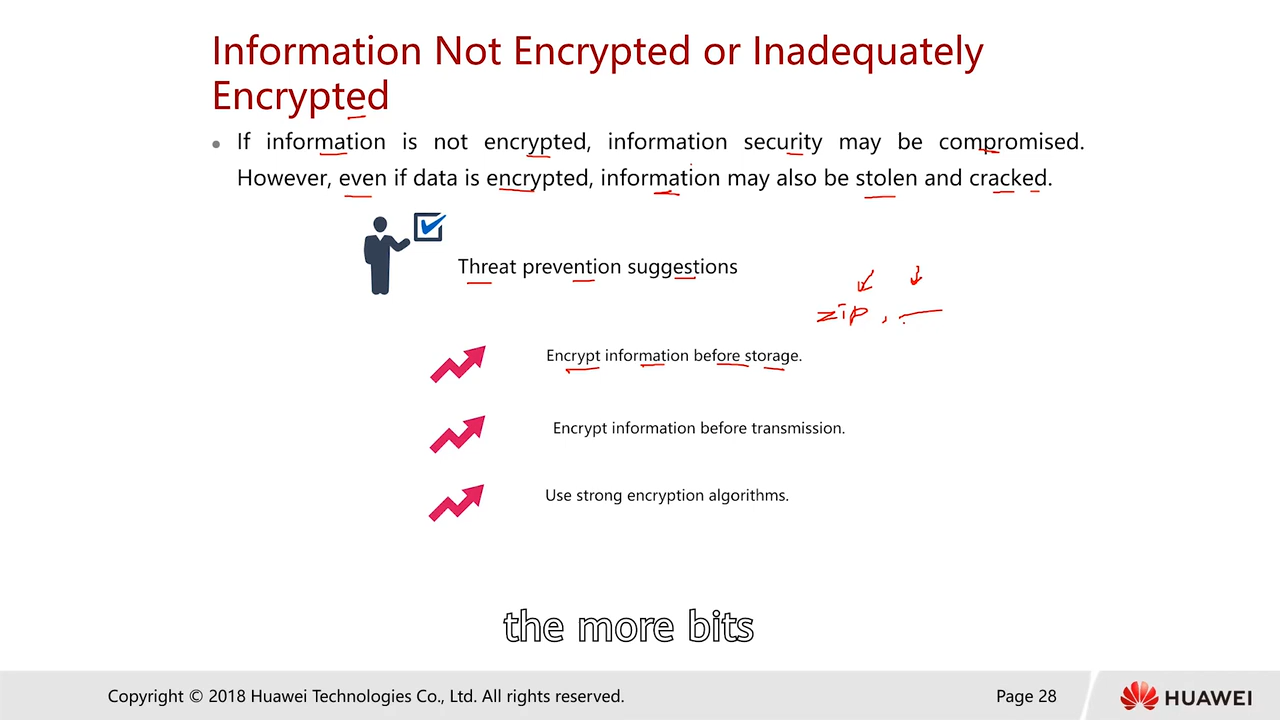 Information Not Encrypted or Inadequately
Encrypted
• If information is not encrypted, information security may be compromised.
However, even if data is encrypted, information may also be stolen and cracked.
Threat prevention suggestions
zip ,
Encrypt information before storage.
Encrypt information before transmission.
Use strong encryption algorithms.
the more bits
Copyright © 2018 Huawei Technologies Co., Ltd. All rights reserved.
Page 28
HUAWEI